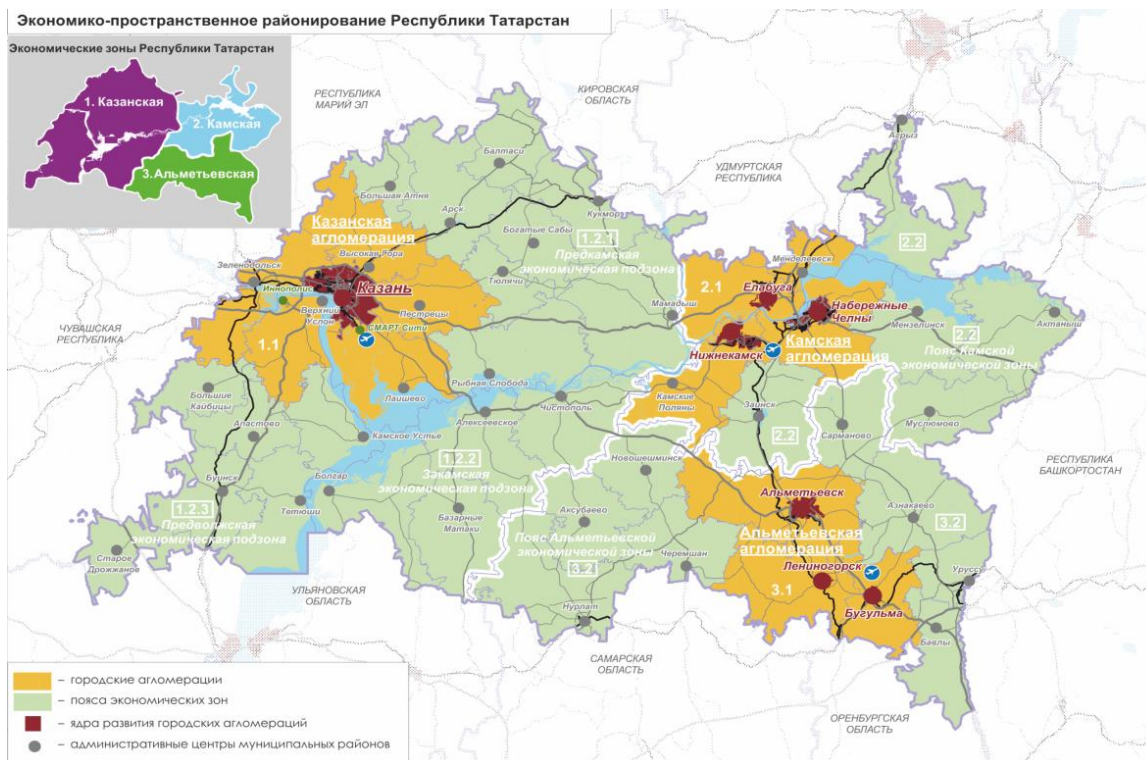 Экономико-пространственное районирование Республики Татарстан
Экономические зоны Республики Татарстан
1. Казанская
2. Камская
3.Альметьевская
РЕСПУБЛИКА
МАРИЙ ЭЛ
КИРОВСКАЯ
ОБЛАСТЬ
УДМУРТСКАЯ
РЕСПУБЛИКА
Агрыз
Балтаси
Большая Атня
Арск
Кукмор
Казанская
агломерация
Богатые Сабы
1.2.1
Предкамская
экономическая подзона
Высокая Гора
Зеленодольск
Тюлячи
Иннополис
Казань
Верхний
Услон
Пестрецы
СМАРТ Сити
Мамадыш
2.1
Менделеевск
Елабуга
Набережные
Челны
2.2
Мензелинск
Актаныш
Нижнекамск
Камская
агломерация
2.2
Пояс Камской
экономической зоны
ЧУВАШСКАЯ
РЕСПУБЛИКА
1.1
Большие
Кайбицы
Лаишево
Рыбная Слобода
Чистополь
Камские
Поляны
Заинск
2.2
Сарманово
Муслюмово
Апастово
Камское Устье
Алексеевское
РЕСПУБЛИКА
БАШКОРТОСТАН
Буинск
Болгар
1.2.2
Закамская
экономическая подзона
Новошешминск
1.2.3
Предволжская
экономическая подзона
Тетюши
Базарные
Матаки
Аксубаево
Пояс Альметьевской
экономической зоны
3.2
Альметьевск
Альметьевская
агломерация
Азнакаево
3.2
Старое
Дрожжаное
Черемшан
Лениногорск
3.1
Бугульма
Уруссу
Бавлы
УЛЬЯНОВСКАЯ
ОБЛАСТЬ
Нурлат
САМАРСКАЯ
ОБЛАСТЬ
ОРЕНБУРГСКАЯ
ОБЛАСТЬ
– городские агломерации
– пояса экономических зон
– ядра развития городских агломераций
– административные центры муниципальных районов